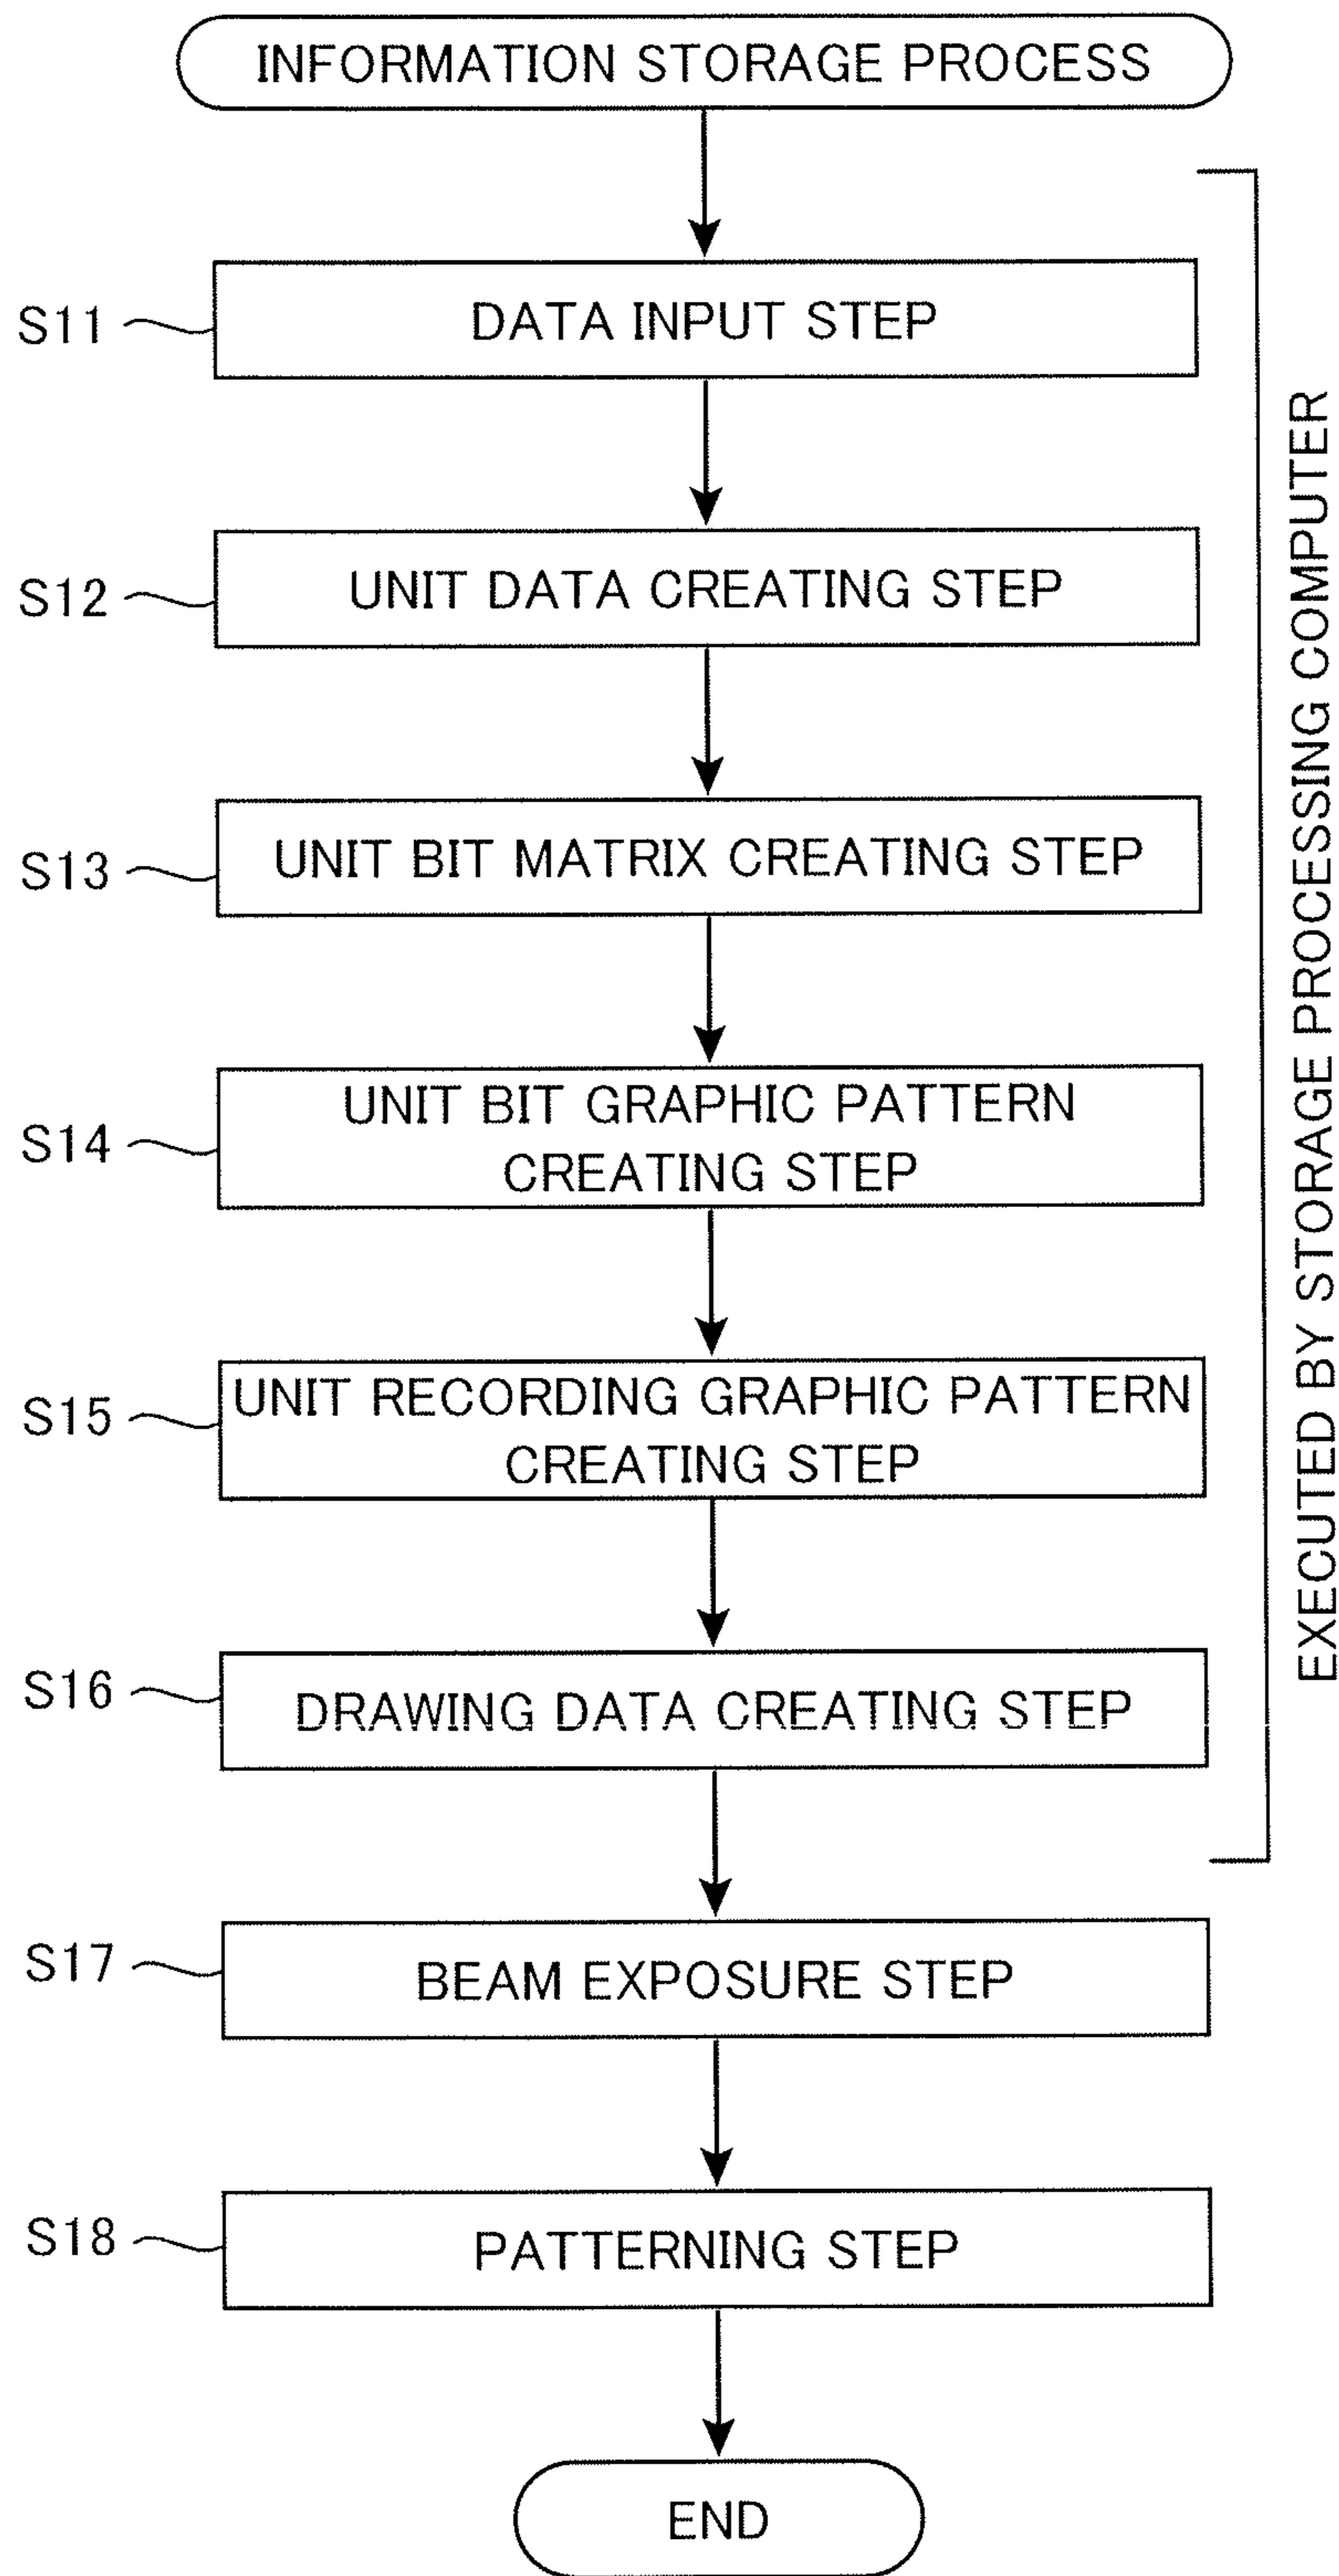 INFORMATION STORAGE PROCESS
S11
DATA INPUT STEP
S12
UNIT DATA CREATING STEP
S13
UNIT BIT MATRIX CREATING STEP
S14
UNIT BIT GRAPHIC PATTERN
CREATING STEP
S15
UNIT RECORDING GRAPHIC PATTERN
CREATING STEP
S16
DRAWING DATA CREATING STEP
EXECUTED BY STORAGE PROCESSING COMPUTER
S17
BEAM EXPOSURE STEP
S18
PATTERNING STEP
END